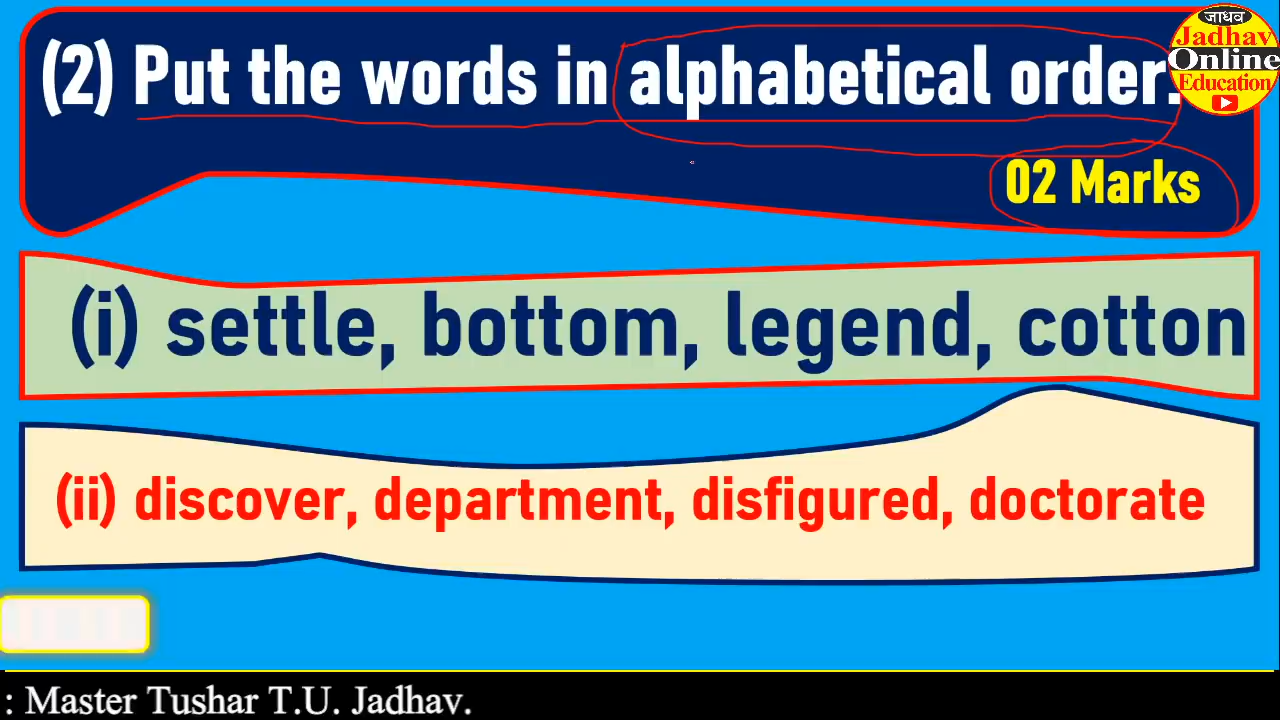 (2) Put the words in alphabetical order.
जाधव
Jadhav
Online
Education
02 Marks
(i) settle, bottom, legend, cotton
(ii) discover, department, disfigured, doctorate
: Master Tushar T.U. Jadhav.